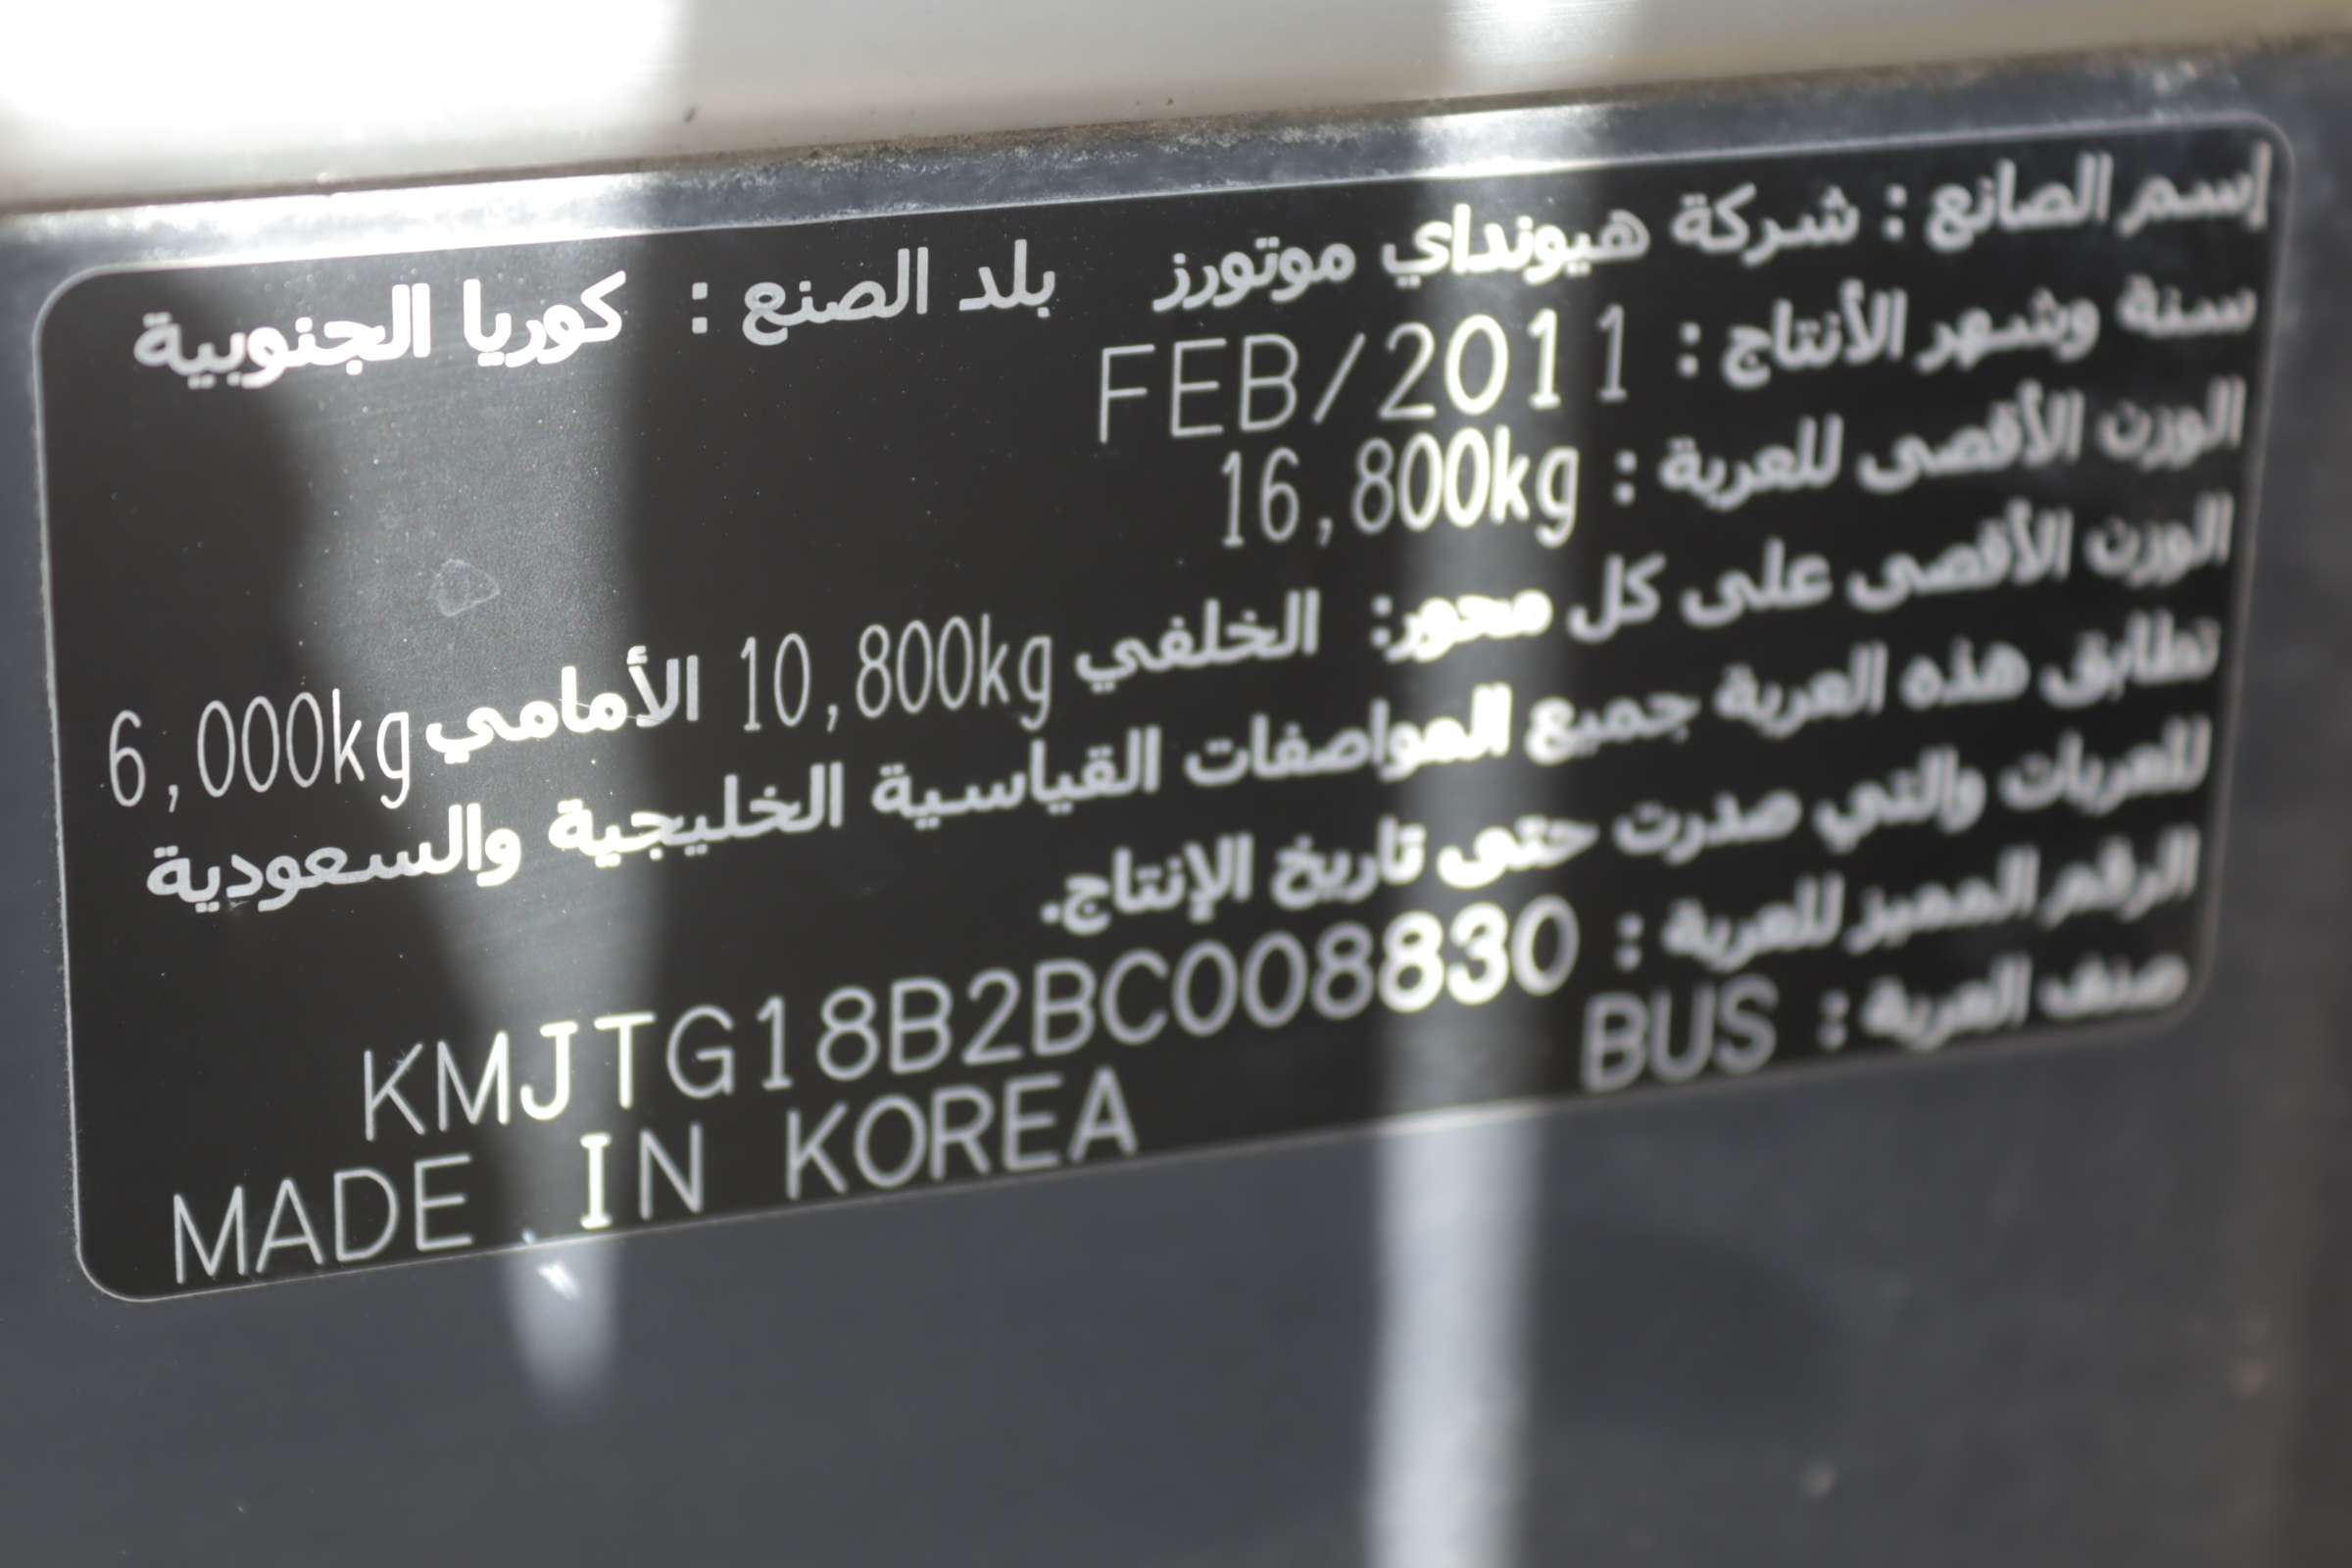 إسم الصانع : شركة هيونداي موتورز بلد الصنع : كوريا الجنوبية
سنة وشهر الأنتاج : FEB/2011
الوزن الأقصى للعربة : 16,800kg
الوزن الأقصى على كل محور: الخلفي 10,800kg الأمامي 6,000kg
تطابق هذه العربة جميع المواصفات القياسية الخليجية والسعودية
للعربات والتي صدرت حتى تاريخ الإنتاج.
الرقم المميز للعربة : KMJTG18B2BC008830
صنف العربة : BUS MADE IN KOREA